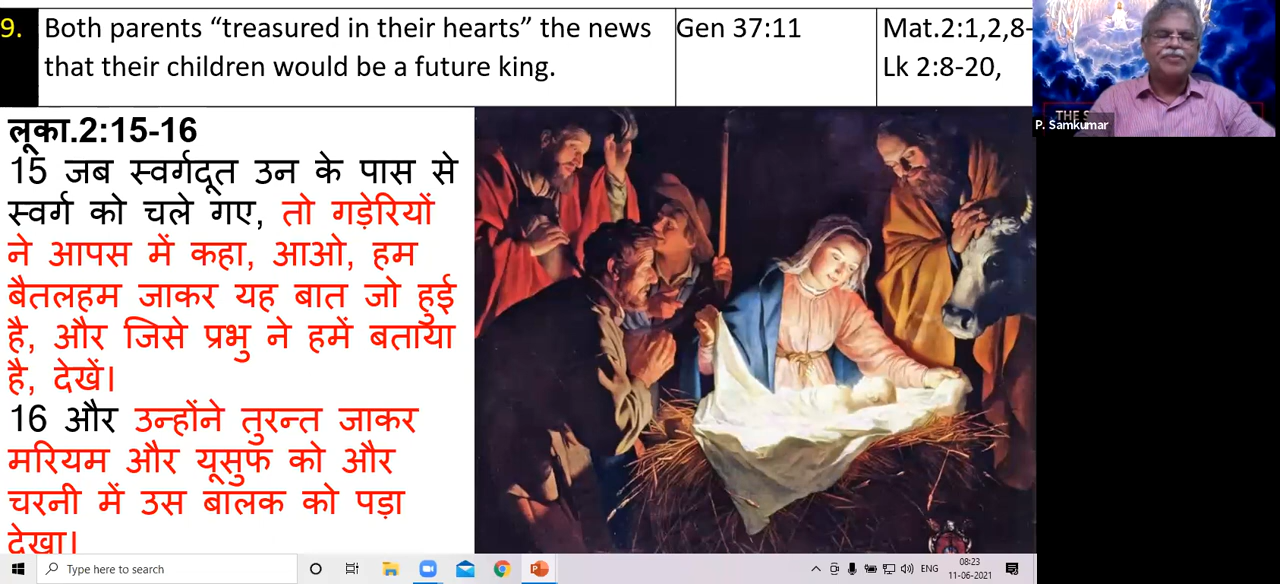 9. Both parents “treasured in their hearts” the news Gen 37:11 Mat.2:1,2,8-
that their children would be a future king. Lk 2:8-20,
THE S
P. Samkumar
लूका.2:15-16
15 जब स्वर्गदूत उन के पास से
स्वर्ग को चले गए, तो गड़ेरियों
ने आपस में कहा, आओ, हम
बैतलहम जाकर यह बात जो हुई
है, और जिसे प्रभु ने हमें बताया
है, देखें।
16 और उन्होंने तुरन्त जाकर
मरियम और यूसुफ को और
चरनी में उस बालक को पड़ा
देखा।
Type here to search
ENG
08:23
11-06-2021